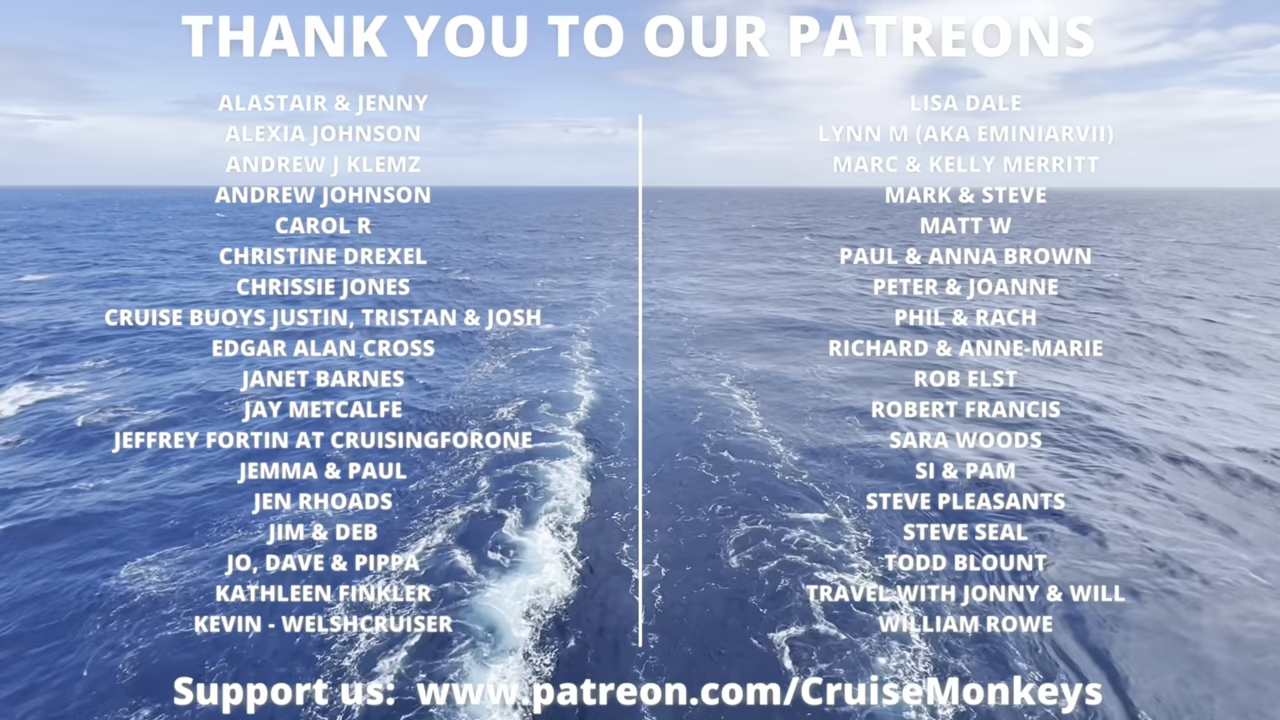 THANK YOU TO OUR PATREONS
ALASTAIR & JENNY
ALEXIA JOHNSON
ANDREW J KLEMZ
ANDREW JOHNSON
CAROL R
CHRISTINE DREXEL
CHRISSIE JONES
CRUISE BUOYS JUSTIN, TRISTAN & JOSH
EDGAR ALAN CROSS
JANET BARNES
JAY METCALFE
JEFFREY FORTIN AT CRUISINGFORONE
JEMMA & PAUL
JEN RHOADS
JIM & DEB
JO, DAVE & PIPPA
KATHLEEN FINKLER
KEVIN - WELSHCRUISER
LISA DALE
LYNN M (AKA EMINIARVII)
MARC & KELLY MERRITT
MARK & STEVE
MATT W
PAUL & ANNA BROWN
PETER & JOANNE
PHIL & RACH
RICHARD & ANNE-MARIE
ROB ELST
ROBERT FRANCIS
SARA WOODS
SI & PAM
STEVE PLEASANTS
STEVE SEAL
TODD BLOUNT
TRAVEL WITH JONNY & WILL
WILLIAM ROWE
Support us: www.patreon.com/CruiseMonkeys